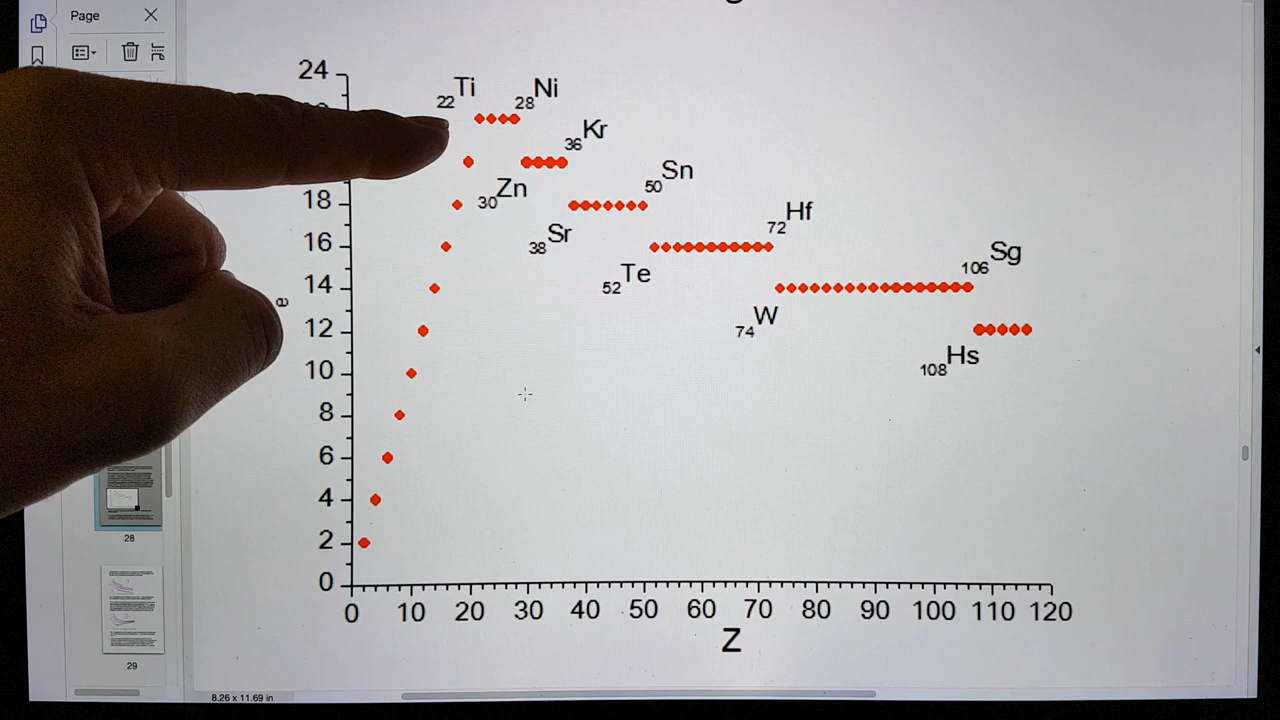 Page
24
22Ti
28Ni
36Kr
50Sn
18
30Zn
72Hf
16
38Sr
106Sg
52Te
14
e
74W
12
108Hs
10
8
6
4
2
28
0
0 10 20 30 40 50 60 70 80 90 100 110 120
Z
29
8.26 x 11.69 in